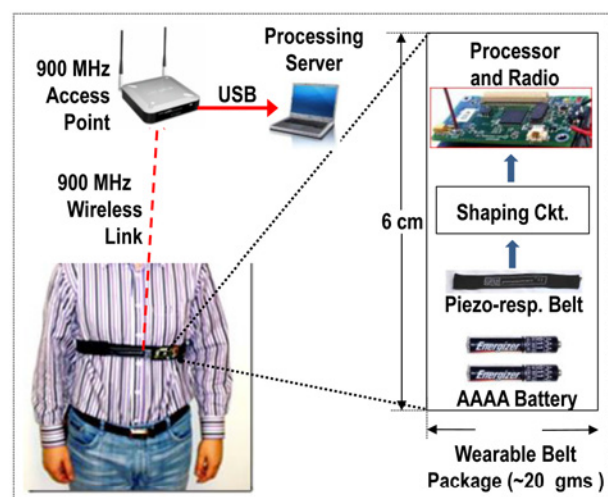 900 MHz
Access
Point
USB
Processing
Server
900 MHz
Wireless
Link
6 cm
Processor
and Radio
Shaping Ckt.
Piezo-resp. Belt
Energizer
Energizer
AAAA Battery
Wearable Belt
Package (~20 gms )